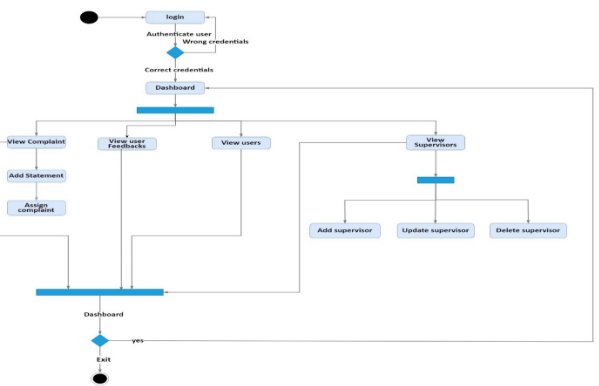 login
Authenticate user
Wrong credentials
Correct credentials
Dashboard
View Complaint
View user
Feedbacks
View users
View
Supervisors
Add Statement
Assign
complaint
Add supervisor
Update supervisor
Delete supervisor
Dashboard
yes
Exit